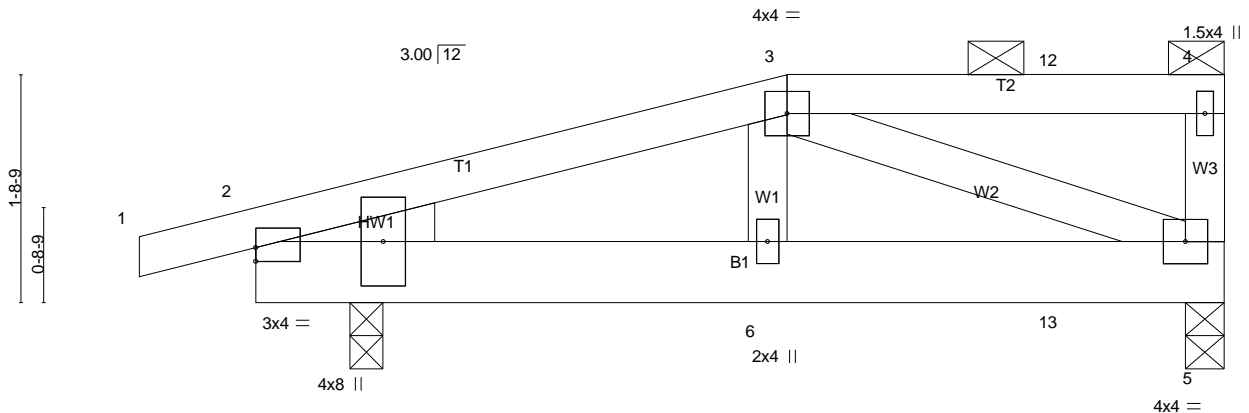 4x4 =
1.5x4 ||
3.00 12
3
12
4
T2
1-8-9
0-8-9
T1
2
W3
W1
W2
1
HW1
B1
3x4 =
6
13
2x4 ||
4x8 ||
5
4x4 =